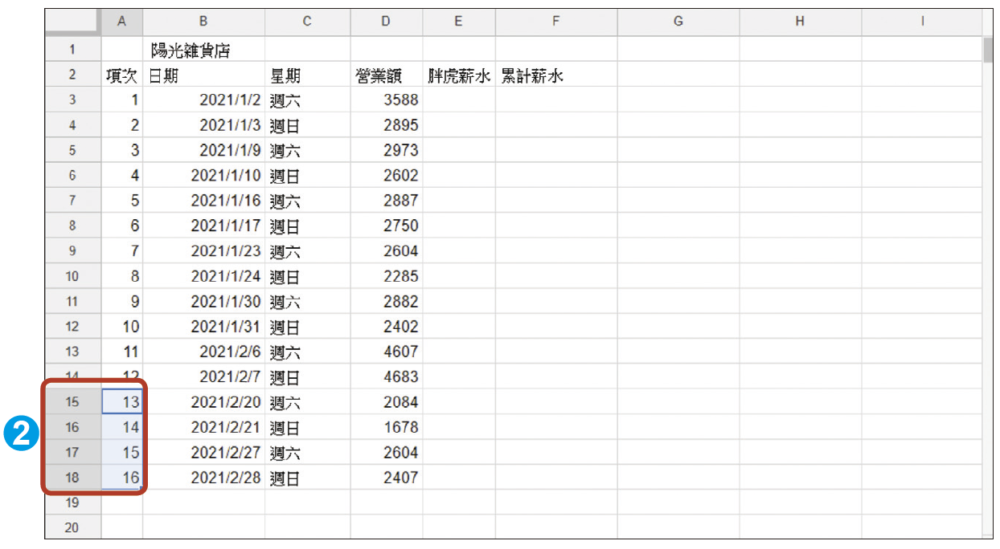 A B C D E F G H I
1 陽光雜貨店
2 項次 日期 星期 營業額 胖虎薪水 累計薪水
3 1 2021/1/2 週六 3588
4 2 2021/1/3 週日 2895
5 3 2021/1/9 週六 2973
6 4 2021/1/10 週日 2602
7 5 2021/1/16 週六 2887
8 6 2021/1/17 週日 2750
9 7 2021/1/23 週六 2604
10 8 2021/1/24 週日 2285
11 9 2021/1/30 週六 2882
12 10 2021/1/31 週日 2402
13 11 2021/2/6 週六 4607
14 12 2021/2/7 週日 4683
15 13 2021/2/20 週六 2084
2
16 14 2021/2/21 週日 1678
17 15 2021/2/27 週六 2604
18 16 2021/2/28 週日 2407
19
20